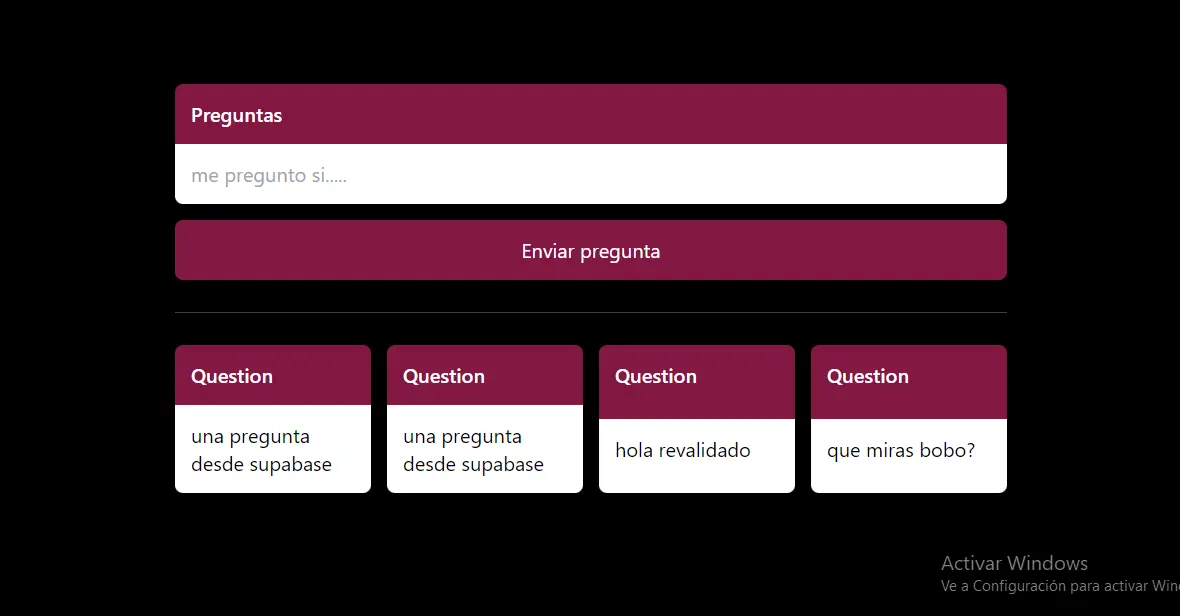 Preguntas
me pregunto si.....
Enviar pregunta
Question
una pregunta
desde supabase
Question
una pregunta
desde supabase
Question
hola revalidado
Question
que miras bobo?
Activar Windows
Ve a Configuración para activar Win